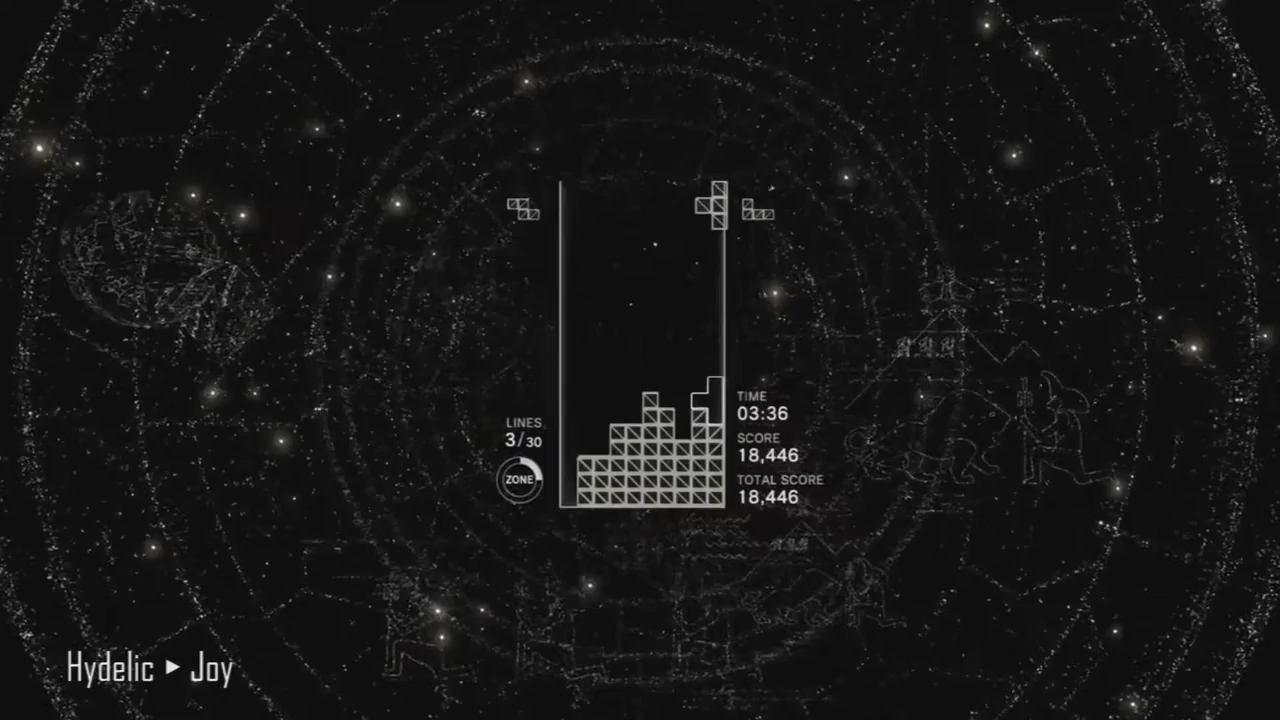 LINES
3/30
ZONE
TIME
03:36
SCORE
18,446
TOTAL SCORE
18,446
Hydelic ▶ Joy